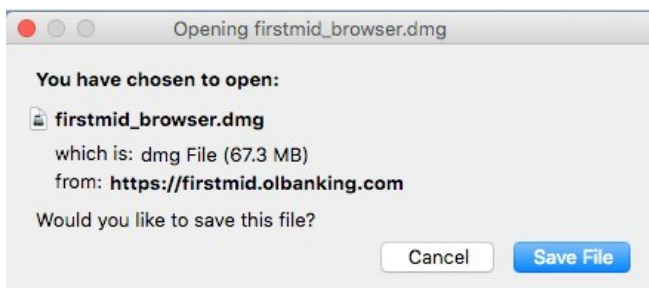 Opening firstmid_browser.dmg
You have chosen to open:
firstmid_browser.dmg
which is: dmg File (67.3 MB)
from: https://firstmid.olbanking.com
Would you like to save this file?
Cancel Save File